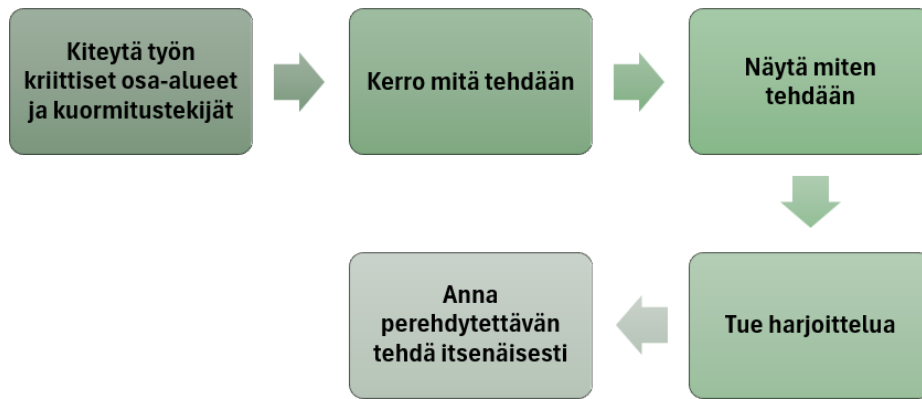 Kiteytä työn
kriittiset osa-alueet
ja kuormitustekijät
Kerro mitä tehdään
Näytä miten
tehdään
Tue harjoittelua
Anna
perehdytettävän
tehdä itsenäisesti